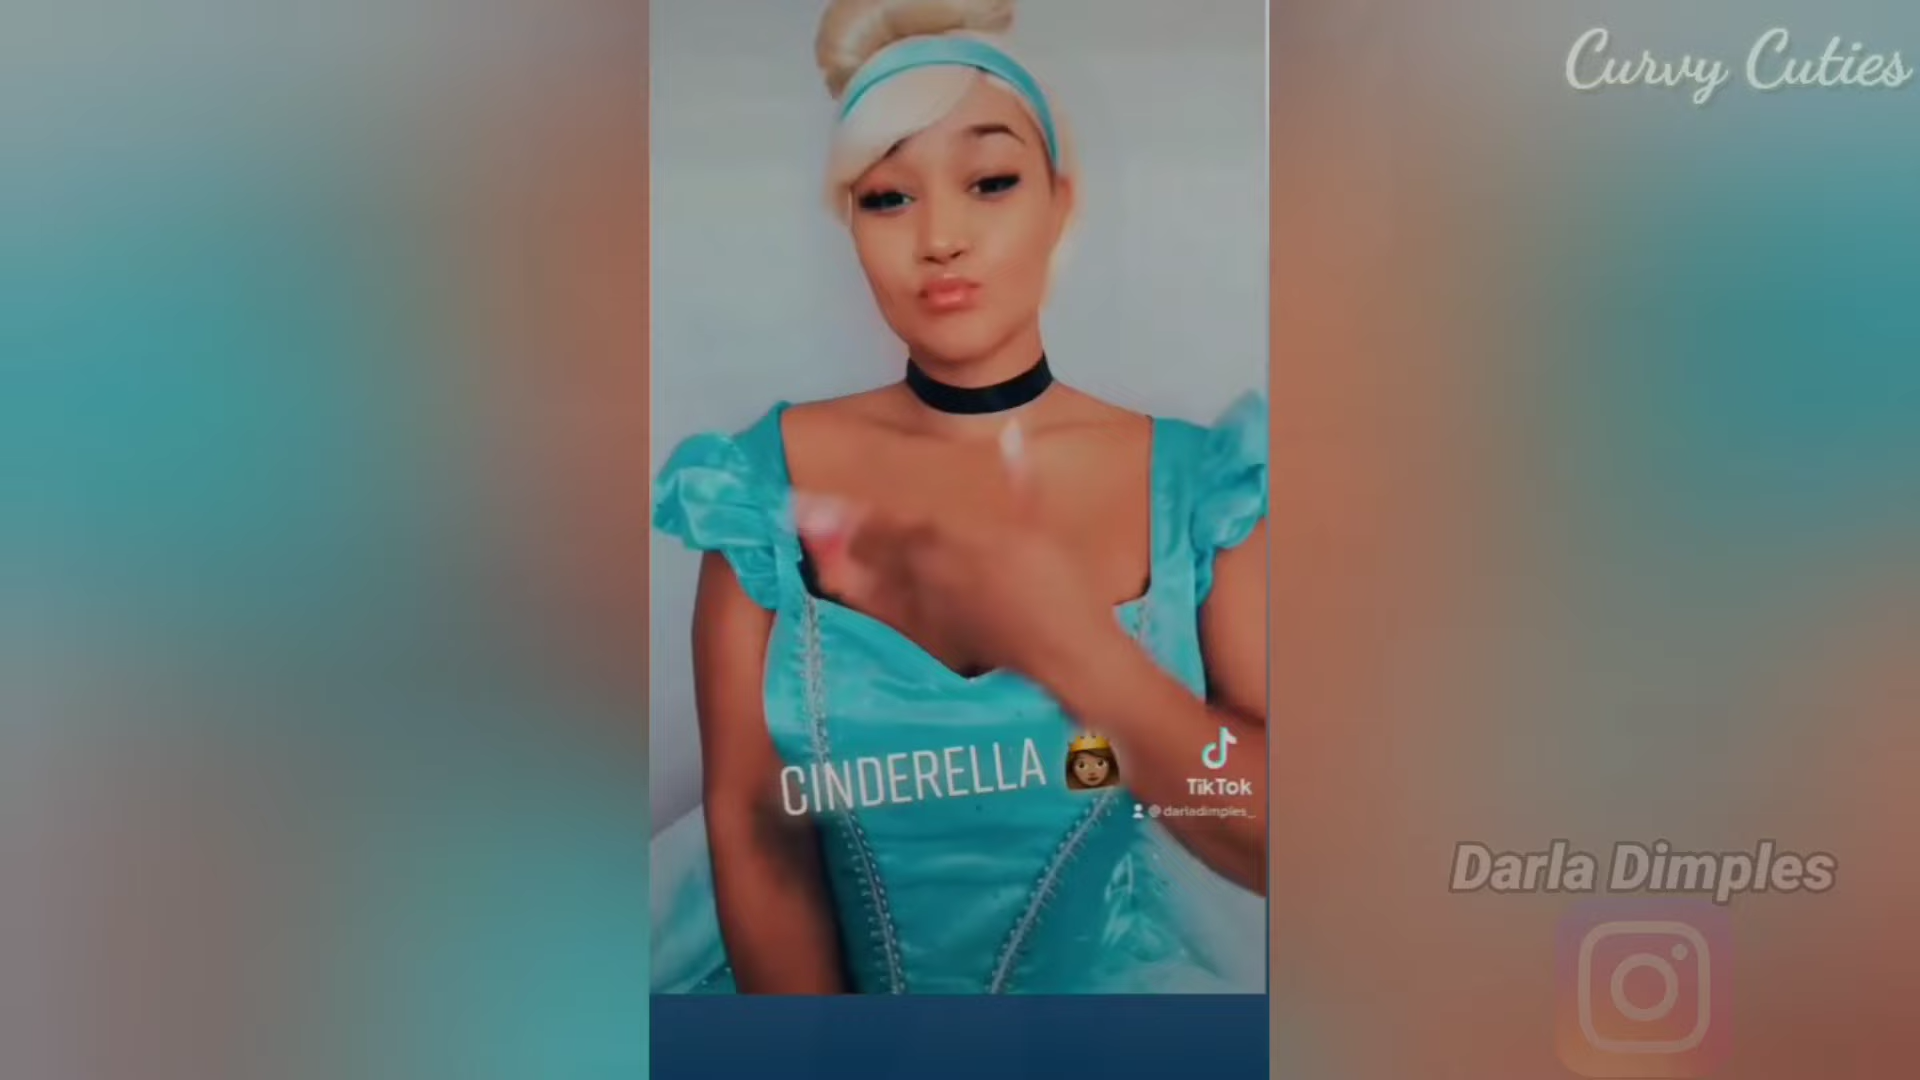 Curvy Cuties
CINDERELLA
TikTok
@darladimples_
Darla Dimples